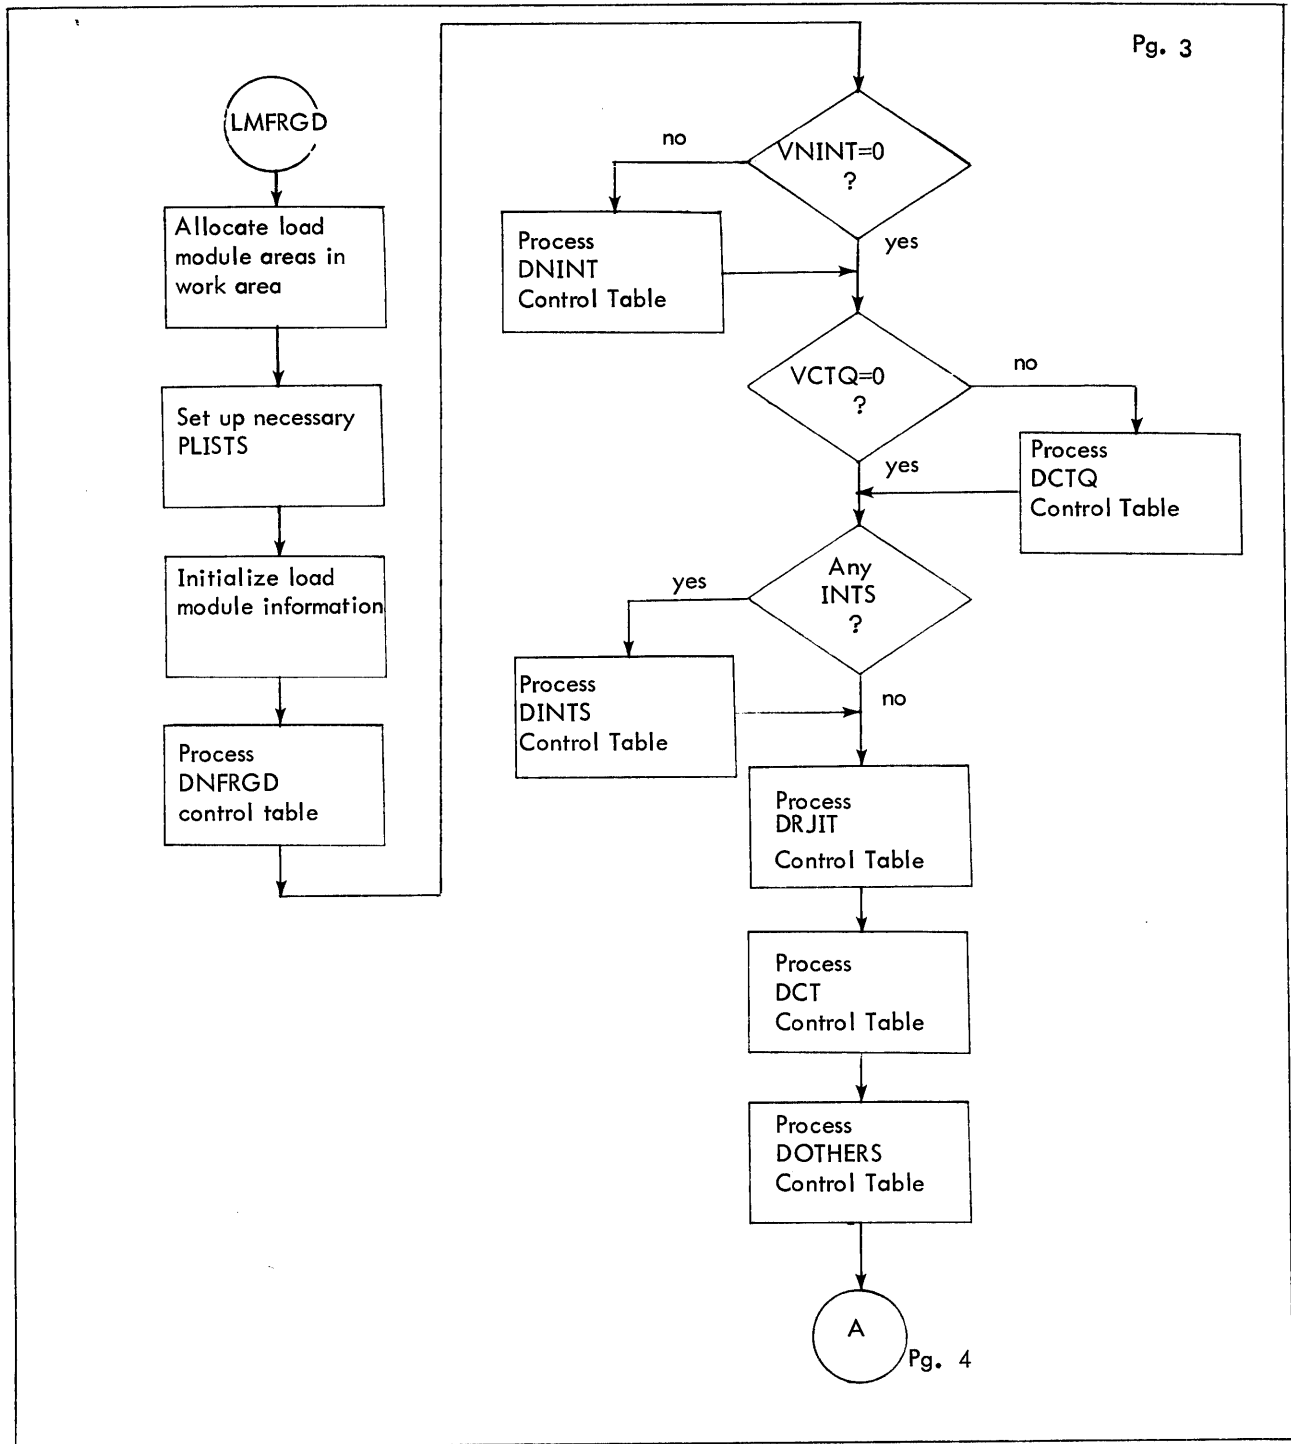 Pg. 3
LMFRGD
Allocate load
module areas in
work area
Set up necessary
PLISTS
Initialize load
module information
Process
DNFRGD
control table
VNINT=0
?
no
yes
Process
DNINT
Control Table
VCTQ=0
?
no
yes
Process
DCTQ
Control Table
Any
INTS
?
yes
no
Process
DINTS
Control Table
Process
DRJIT
Control Table
Process
DCT
Control Table
Process
DOTHERS
Control Table
A
Pg. 4